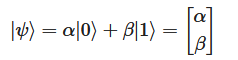 |ψ⟩ = α|0⟩ + β|1⟩ = [α
β]